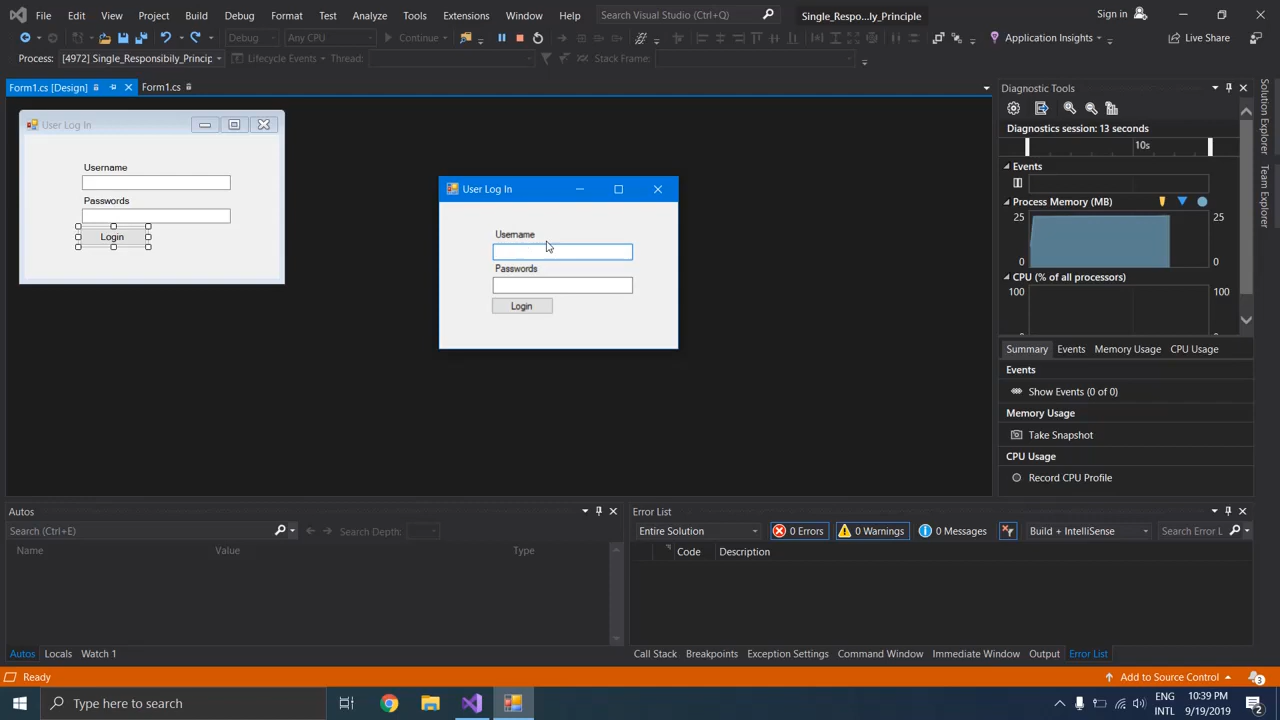 File Edit View Project Build Debug Format Test Analyze Tools Extensions Window Help Search Visual Studio (Ctrl+Q) Single_Respo...ly_Principle Sign in
Debug Any CPU Continue Application Insights Live Share
Process: [4972] Single_Responsibily_Princip Lifecycle Events Thread: Stack Frame:
Form1.cs [Design] Form1.cs
User Log In
Username
Passwords
Login
User Log In
Username
Passwords
Login
Diagnostic Tools
Diagnostics session: 13 seconds
10s
Events
Process Memory (MB)
25 25
0 0
CPU (% of all processors)
100 100
Summary Events Memory Usage CPU Usage
Events
Show Events (0 of 0)
Memory Usage
Take Snapshot
CPU Usage
Record CPU Profile
Solution Explorer
Team Explorer
Autos
Search (Ctrl+E) Search Depth:
Name Value Type
Autos Locals Watch 1
Error List
Entire Solution 0 Errors 0 Warnings 0 Messages Build + IntelliSense Search Error L
Code Description
Call Stack Breakpoints Exception Settings Command Window Immediate Window Output Error List
Ready Add to Source Control 3
Type here to search
ENG 10:39 PM
INTL 9/19/2019 2